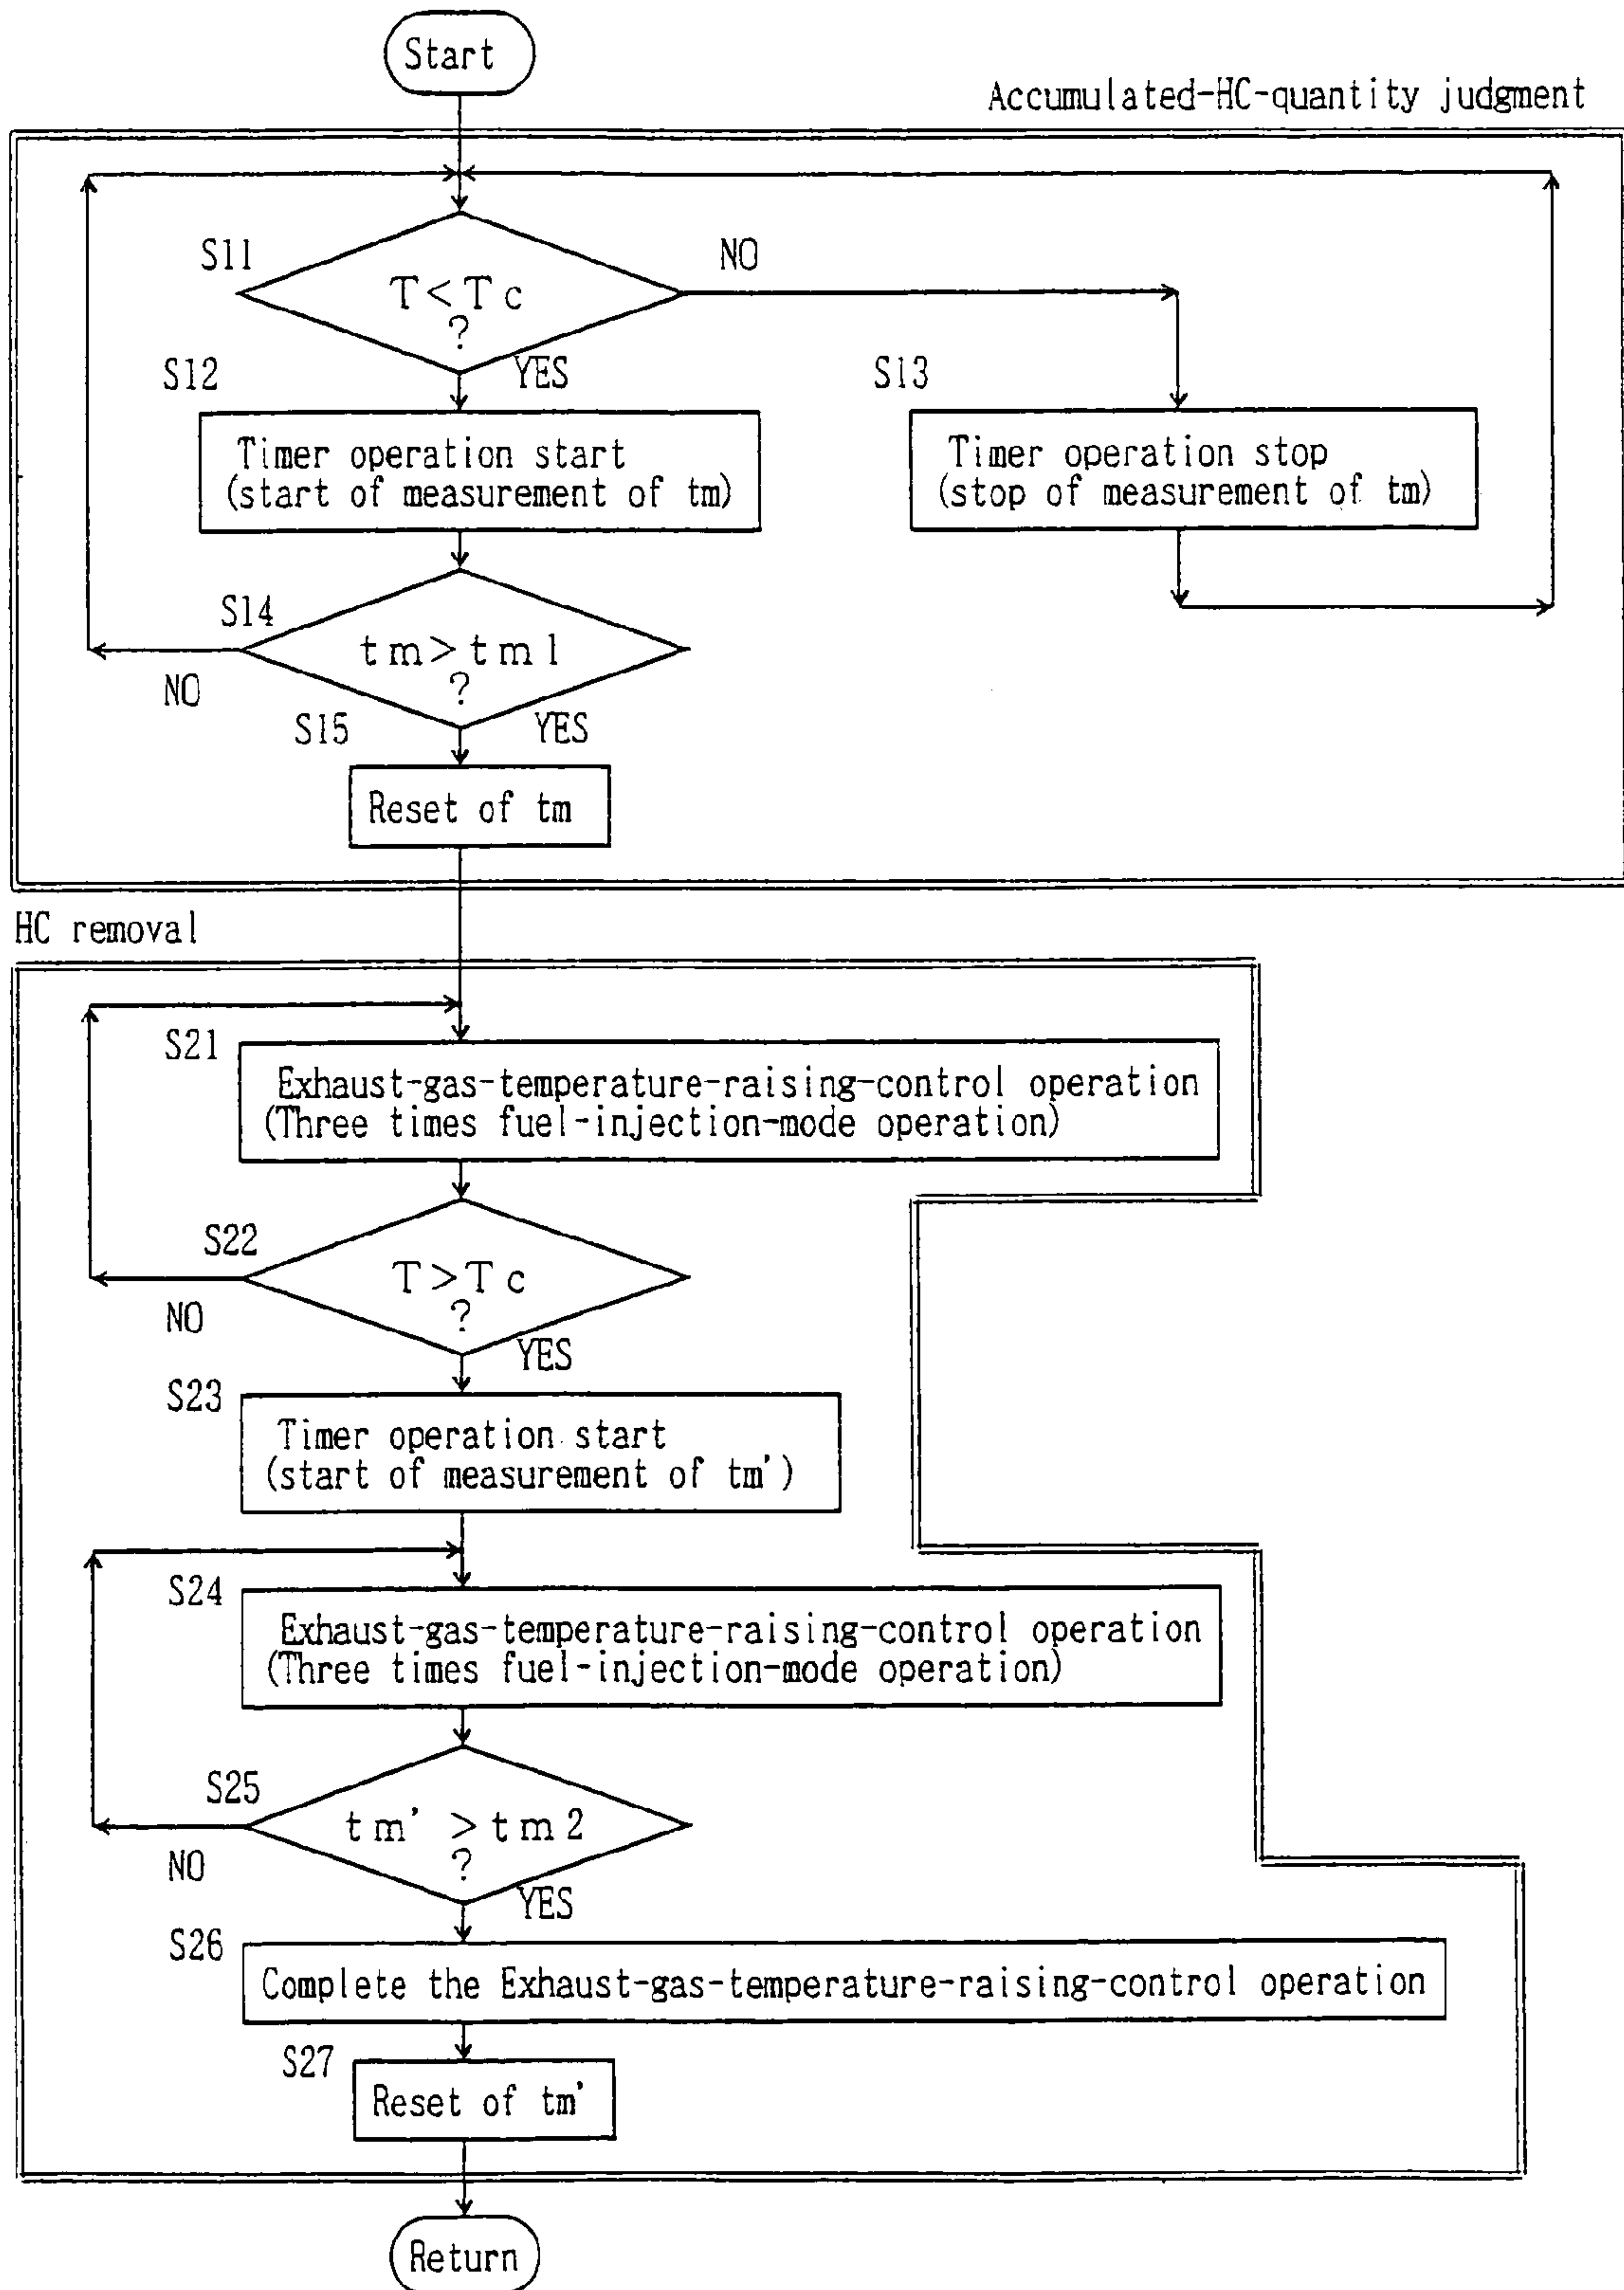 Start
Accumulated-HC-quantity judgment
S11
NO
T<Tc
?
YES
S12
S13
Timer operation start
(start of measurement of tm)
Timer operation stop
(stop of measurement of tm)
S14
tm>tm1
?
NO
YES
S15
Reset of tm
HC removal
S21
Exhaust-gas-temperature-raising-control operation
(Three times fuel-injection-mode operation)
S22
T>Tc
?
NO
YES
S23
Timer operation start
(start of measurement of tm')
S24
Exhaust-gas-temperature-raising-control operation
(Three times fuel-injection-mode operation)
S25
tm'>tm2
?
NO
YES
S26
Complete the Exhaust-gas-temperature-raising-control operation
S27
Reset of tm'
Return